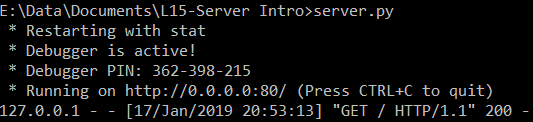 E:\Data\Documents\L15-Server Intro>server.py
* Restarting with stat
* Debugger is active!
* Debugger PIN: 362-398-215
* Running on http://0.0.0.0:80/ (Press CTRL+C to quit)
127.0.0.1 - - [17/Jan/2019 20:53:13] "GET / HTTP/1.1" 200 -